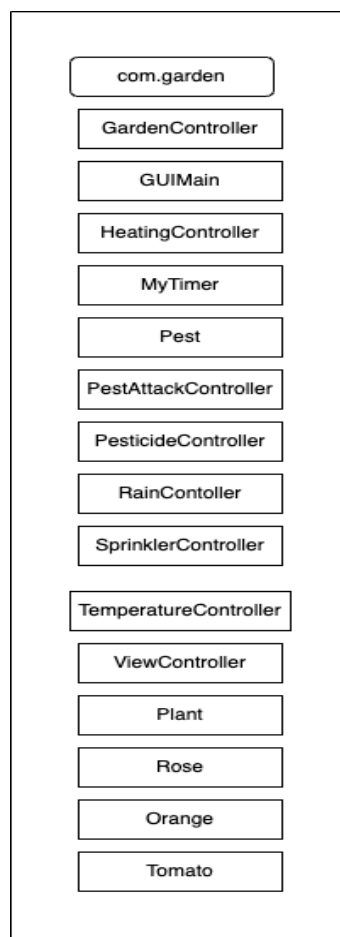 com.garden
GardenController
GUIMain
HeatingController
MyTimer
Pest
PestAttackController
PesticideController
RainContoller
SprinklerController
TemperatureController
ViewController
Plant
Rose
Orange
Tomato